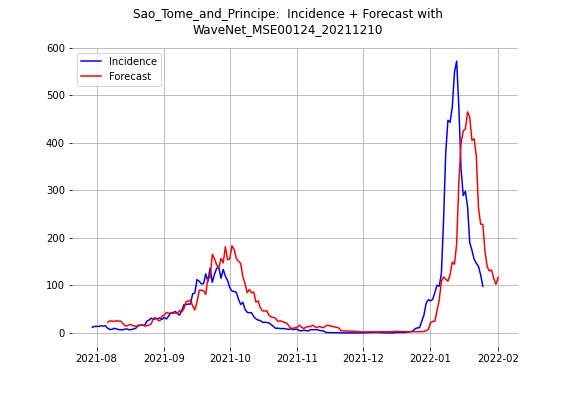 Sao_Tome_and_Principe:  Incidence + Forecast with
WaveNet_MSE00124_20211210
600
Incidence
Forecast
500
400
300
200
100
0
2021-08 2021-09 2021-10 2021-11 2021-12 2022-01 2022-02